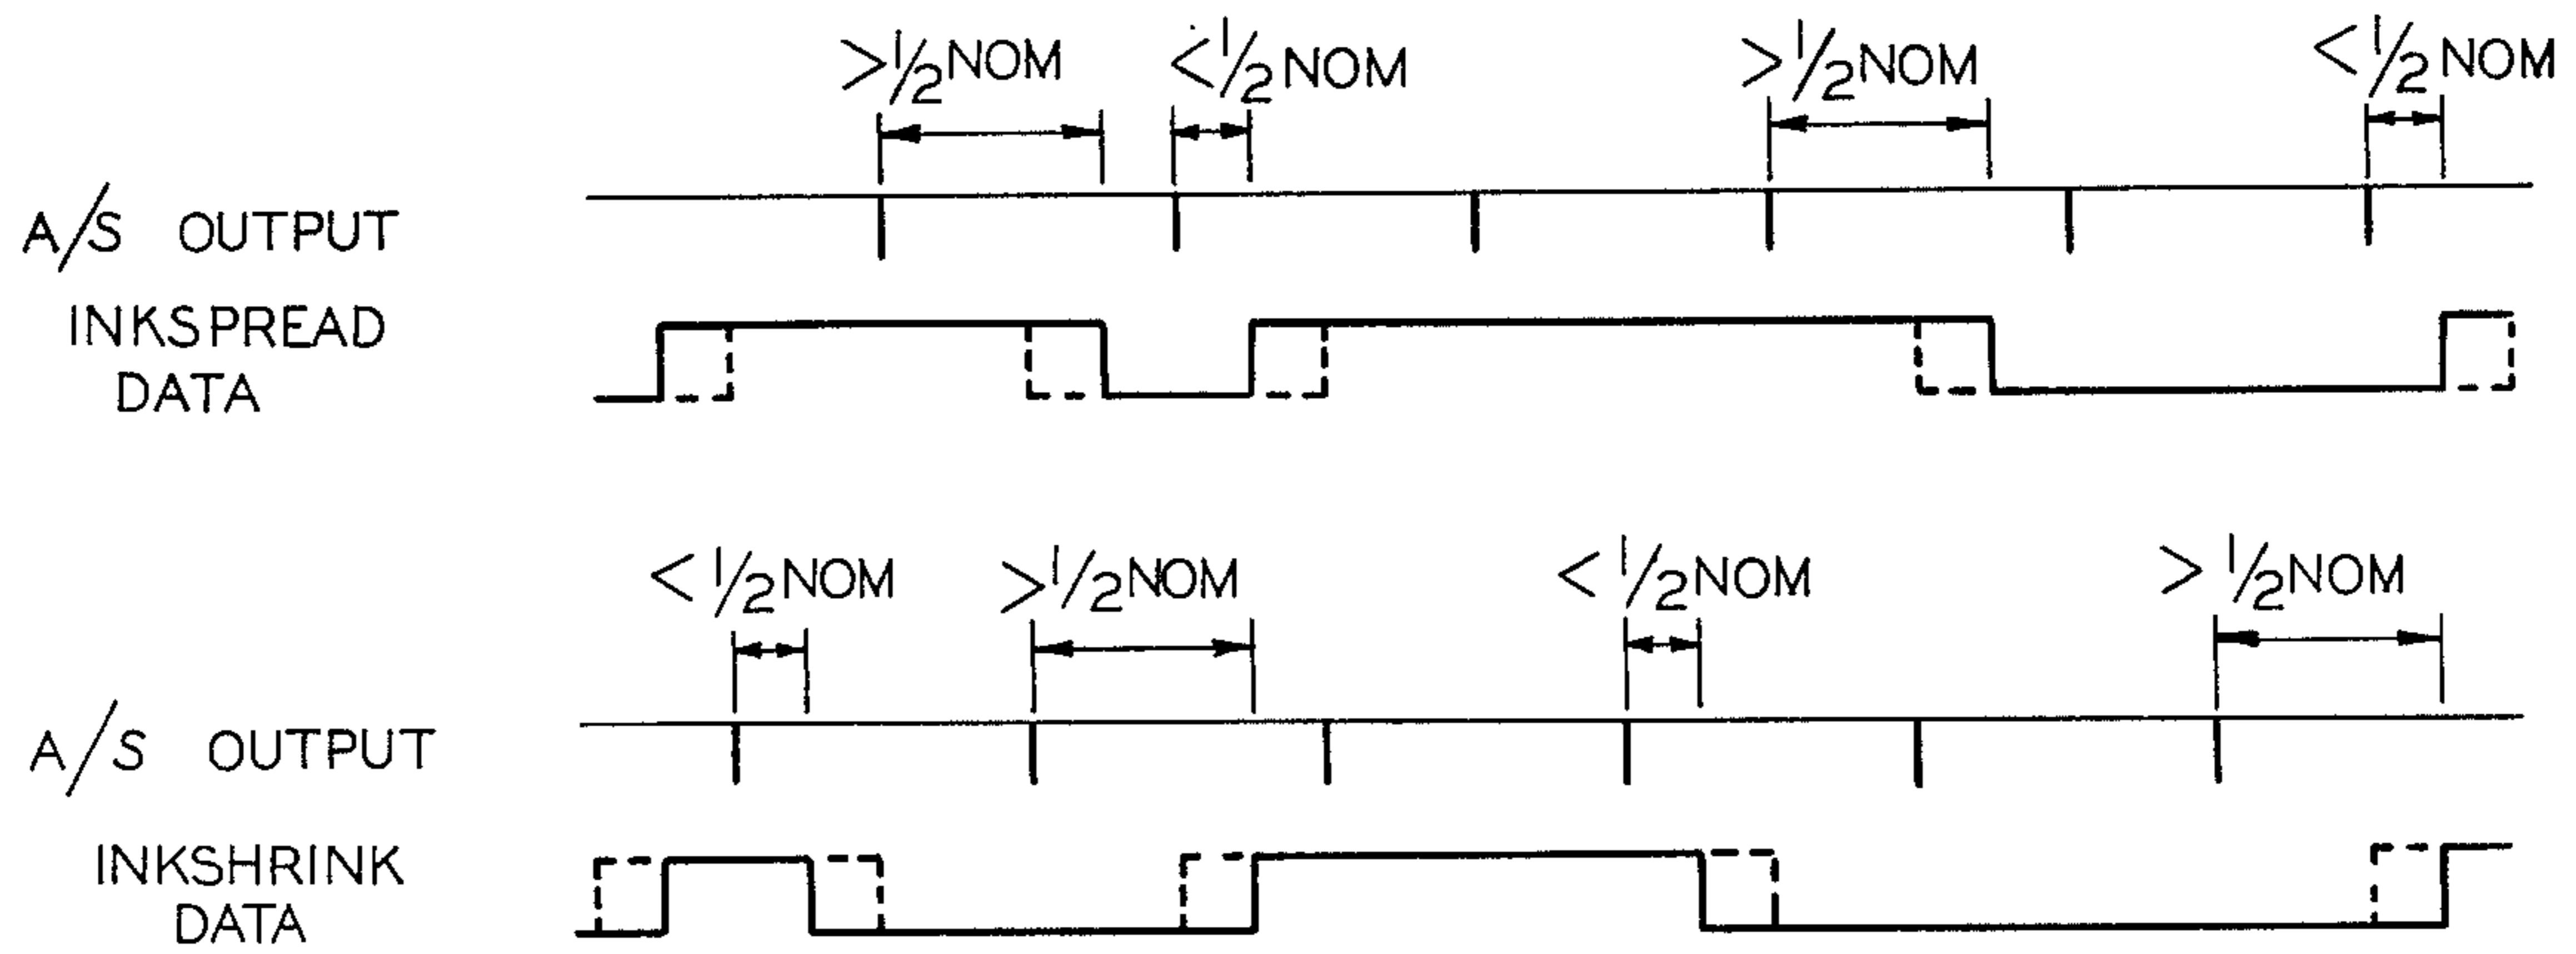 >1/2NOM <1/2NOM >1/2NOM <1/2NOM
A/S OUTPUT
INKSPREAD
DATA
<1/2NOM >1/2NOM <1/2NOM >1/2NOM
A/S OUTPUT
INKSHRINK
DATA